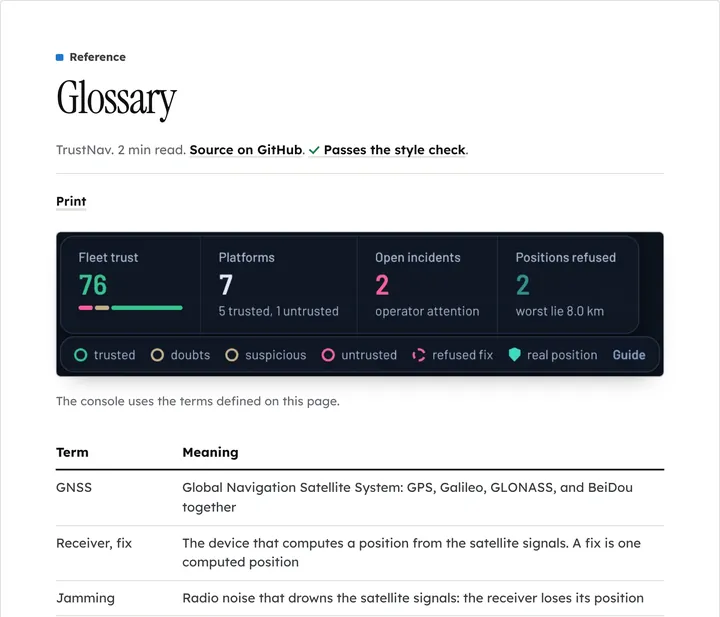 Reference
Glossary
TrustNav. 2 min read. Source on GitHub. ✓ Passes the style check.
Print
Fleet trust
76
Platforms
7
5 trusted, 1 untrusted
Open incidents
2
operator attention
Positions refused
2
worst lie 8.0 km
trusted doubts suspicious untrusted refused fix real position Guide
The console uses the terms defined on this page.
Term Meaning
GNSS Global Navigation Satellite System: GPS, Galileo, GLONASS, and BeiDou
together
Receiver, fix The device that computes a position from the satellite signals. A fix is one
computed position
Jamming Radio noise that drowns the satellite signals: the receiver loses its position